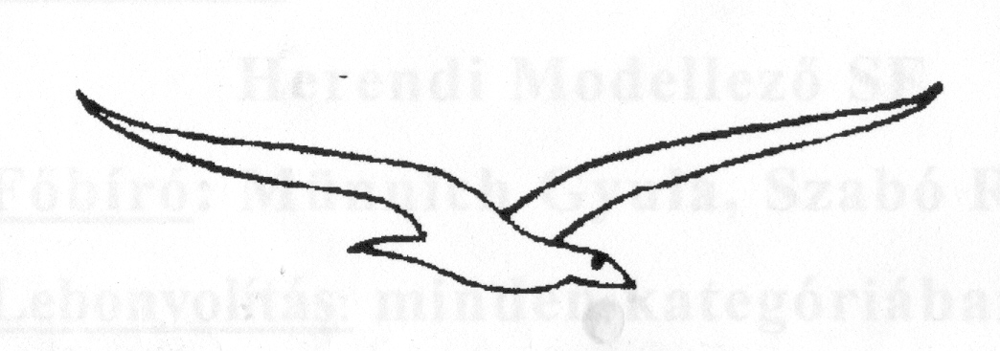 Herendi Modellező SE
Főbíró: Münnich Gyula, Szabó
Lebonyolítás: minden kategóriában